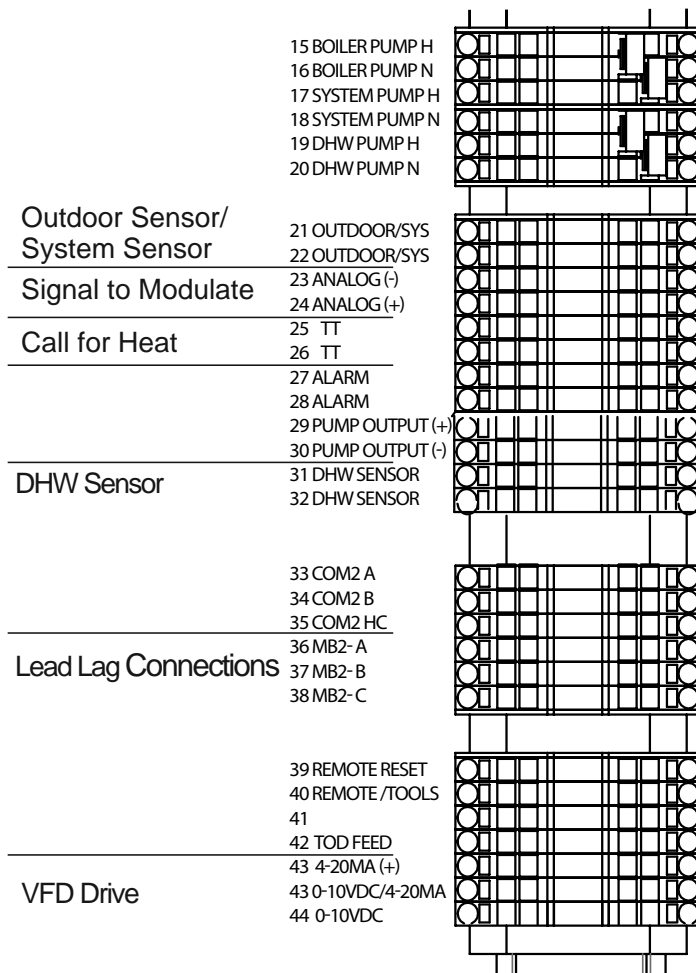 15 BOILER PUMP H
16 BOILER PUMP N
17 SYSTEM PUMP H
18 SYSTEM PUMP N
19 DHW PUMP H
20 DHW PUMP N
Outdoor Sensor/
System Sensor
21 OUTDOOR/SYS
22 OUTDOOR/SYS
Signal to Modulate
23 ANALOG (-)
24 ANALOG (+)
Call for Heat
25 TT
26 TT
27 ALARM
28 ALARM
29 PUMP OUTPUT (+)
30 PUMP OUTPUT (-)
DHW Sensor
31 DHW SENSOR
32 DHW SENSOR
33 COM2 A
34 COM2 B
35 COM2 HC
Lead Lag Connections
36 MB2- A
37 MB2- B
38 MB2- C
39 REMOTE RESET
40 REMOTE /TOOLS
41
42 TOD FEED
VFD Drive
43 4-20MA (+)
43 0-10VDC/4-20MA
44 0-10VDC